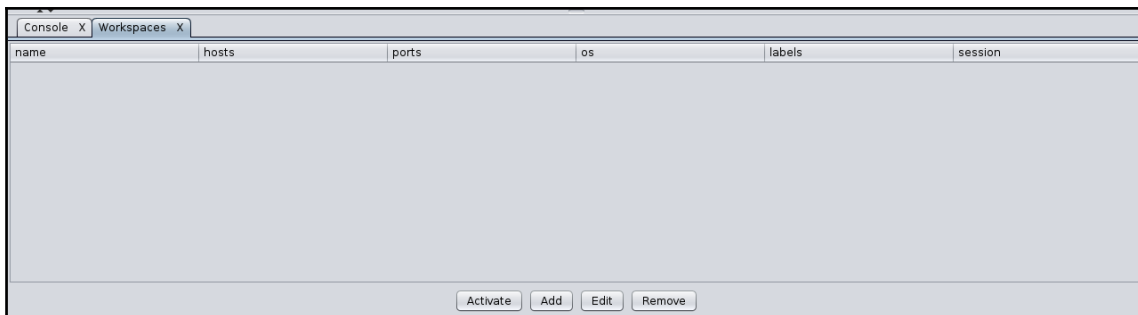 Console X Workspaces X
name hosts ports os labels session
Activate Add Edit Remove